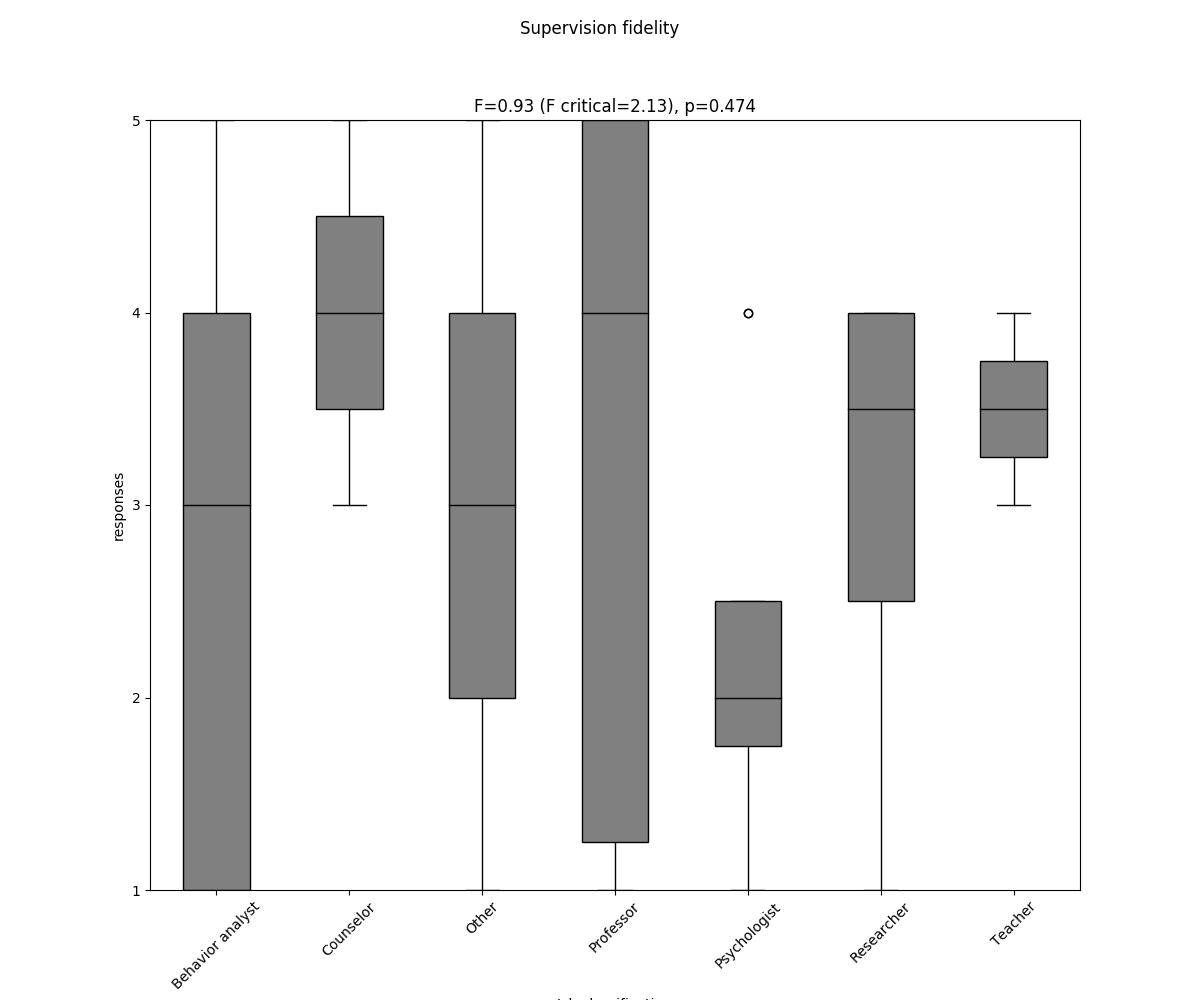 Supervision fidelity
F=0.93 (F critical=2.13), p=0.474
5
4
3
2
1
responses
Behavior analyst
Counselor
Other
Professor
Psychologist
Researcher
Teacher